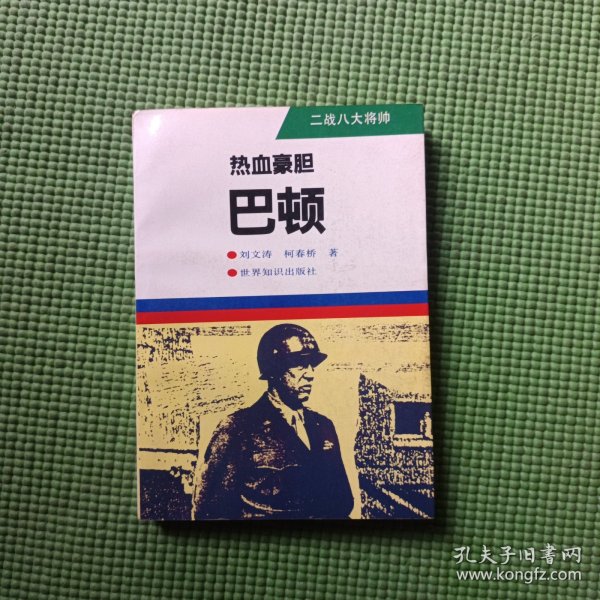 二战八大将帅
热血豪胆
巴顿
刘文涛 柯春桥 著
世界知识出版社
孔夫子旧书网
www.kongfz.com